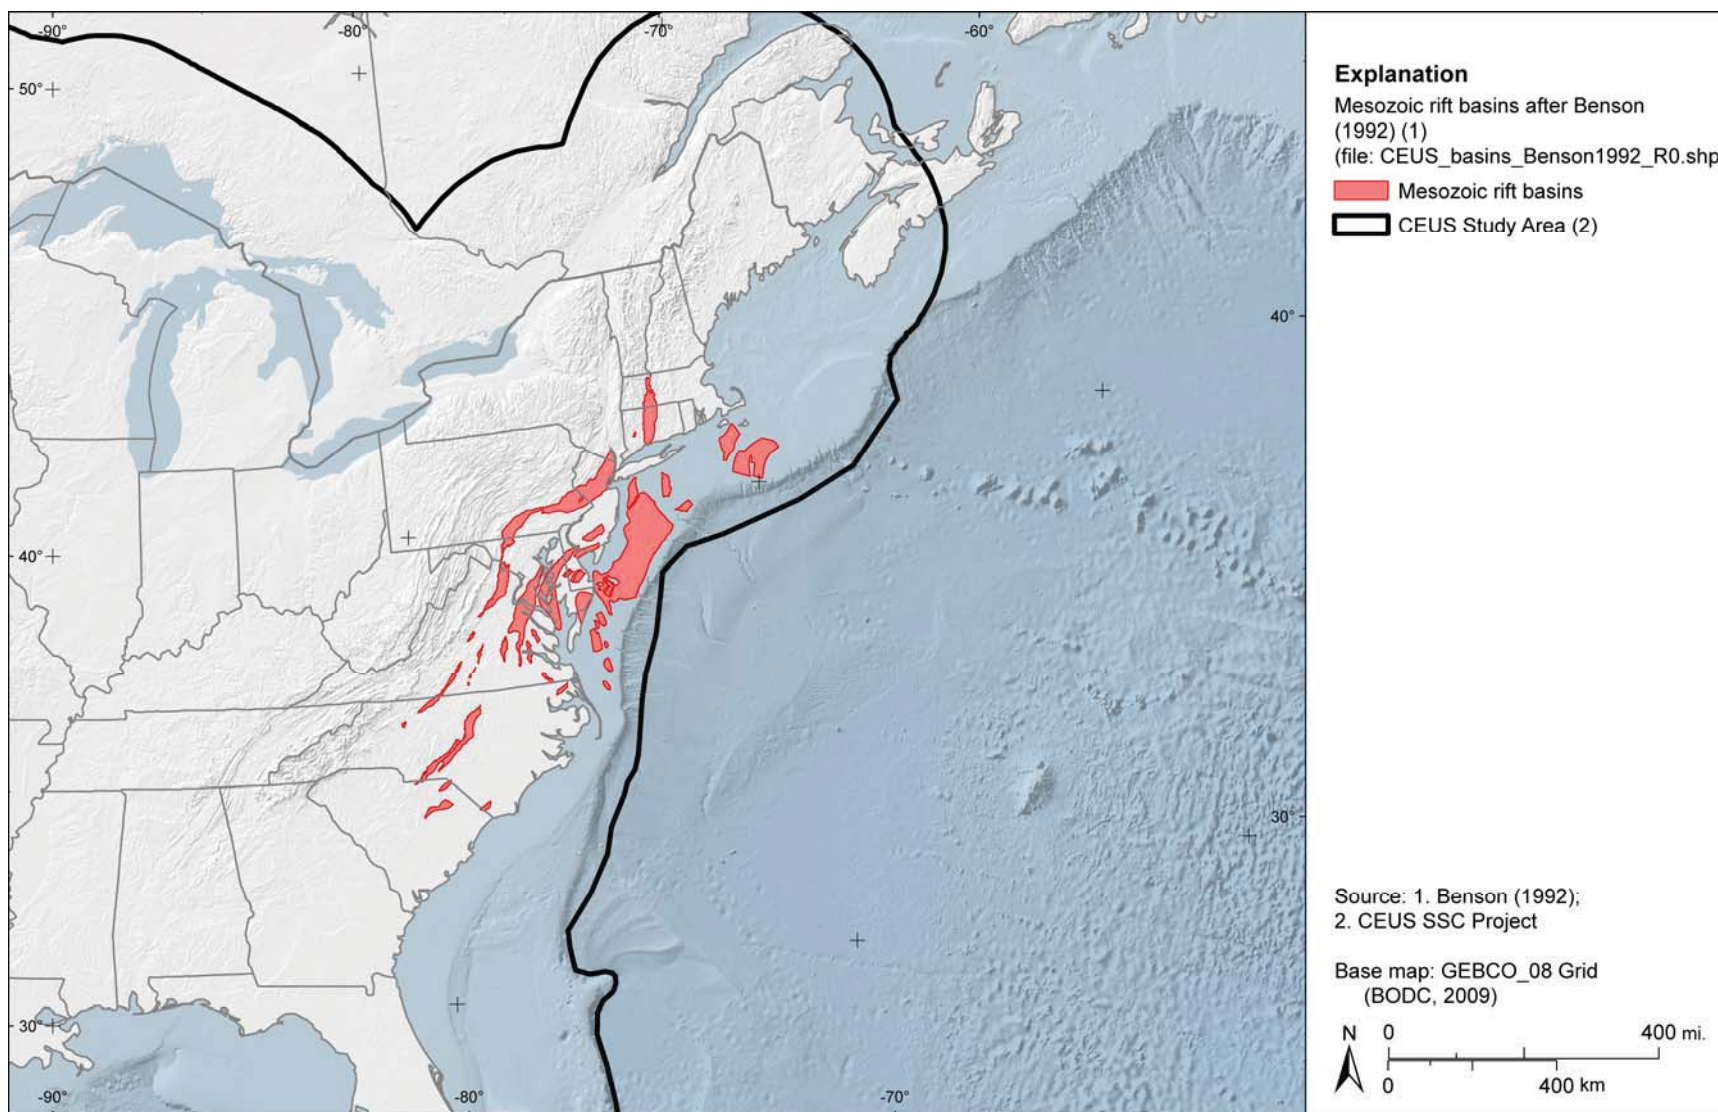 -90°
-80°
-70°
-60°
50°
40°
40°
30°
30°
-90°
-80°
-70°
Explanation
Mesozoic rift basins after Benson
(1992) (1)
(file: CEUS_basins_Benson1992_R0.shp
Mesozoic rift basins
CEUS Study Area (2)
Source: 1. Benson (1992);
2. CEUS SSC Project
Base map: GEBCO_08 Grid
(BODC, 2009)
N
0 400 mi.
0 400 km